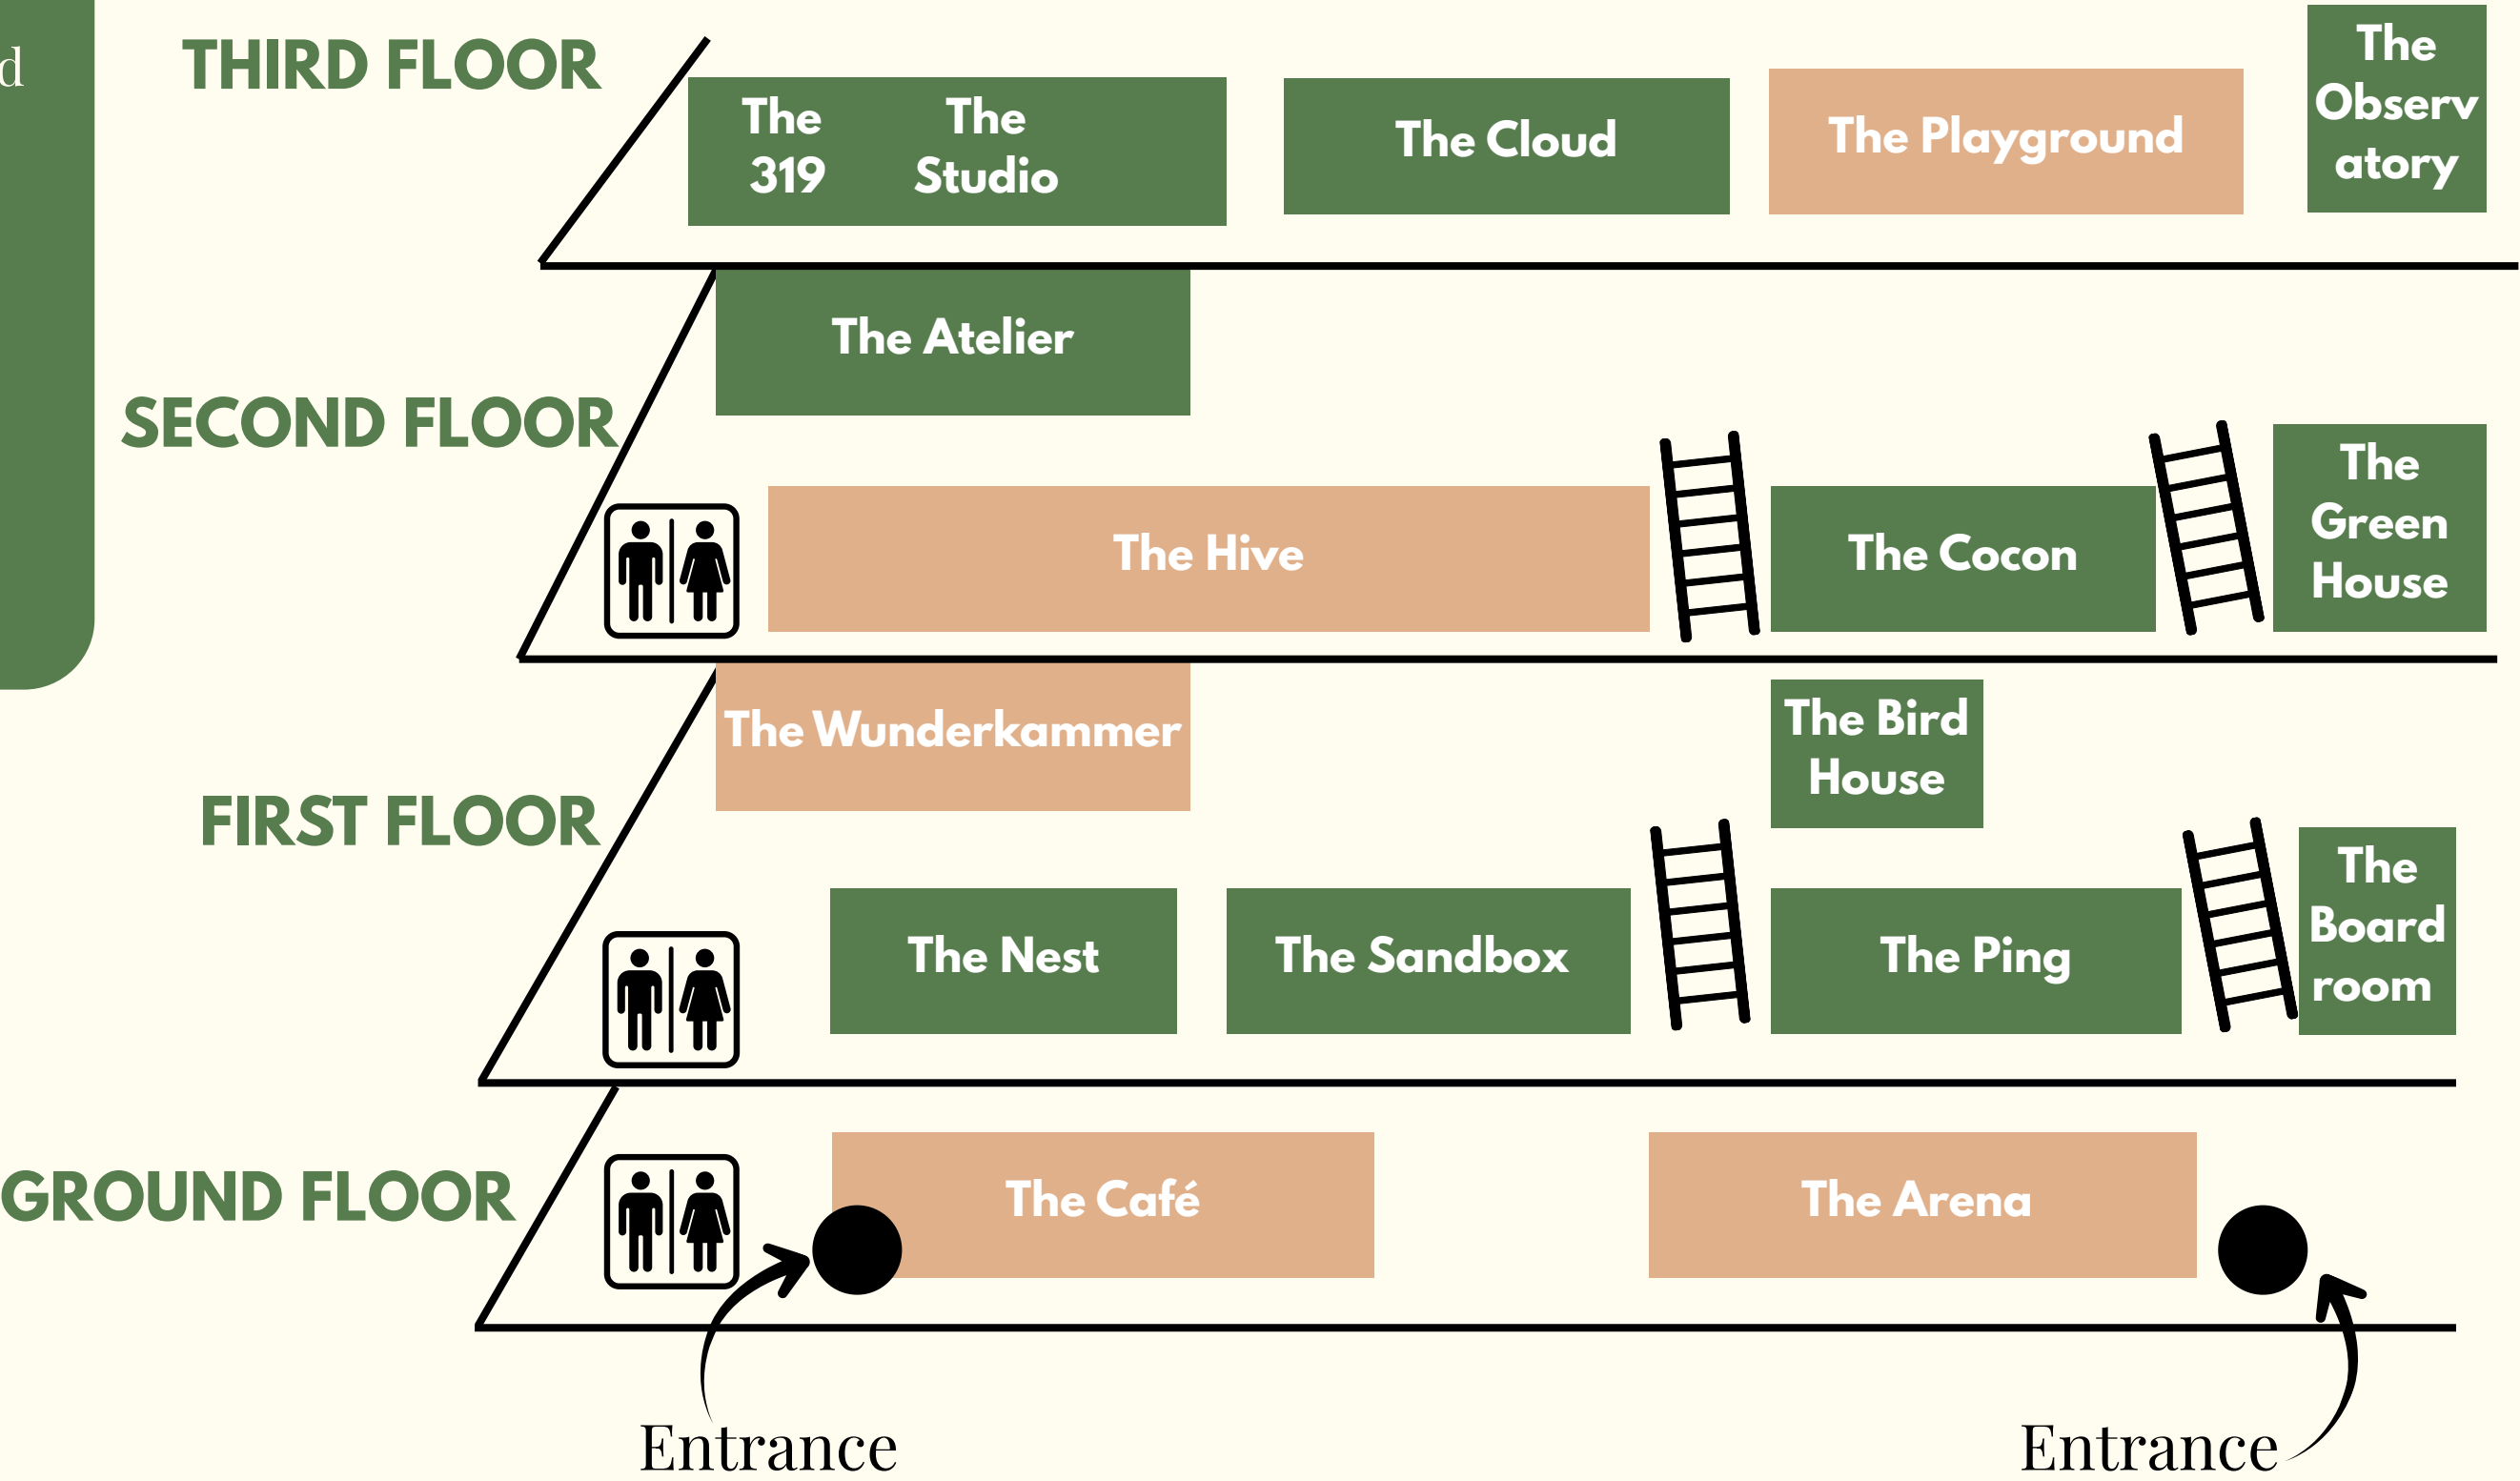 d
THIRD FLOOR
The
319
The
Studio
The Cloud
The Playground
The
Observ
atory
SECOND FLOOR
The Atelier
The Hive
The Cocon
The
Green
House
FIRST FLOOR
The Wunderkammer
The Bird
House
The Nest
The Sandbox
The Ping
The
Board
room
GROUND FLOOR
The Café
The Arena
Entrance
Entrance